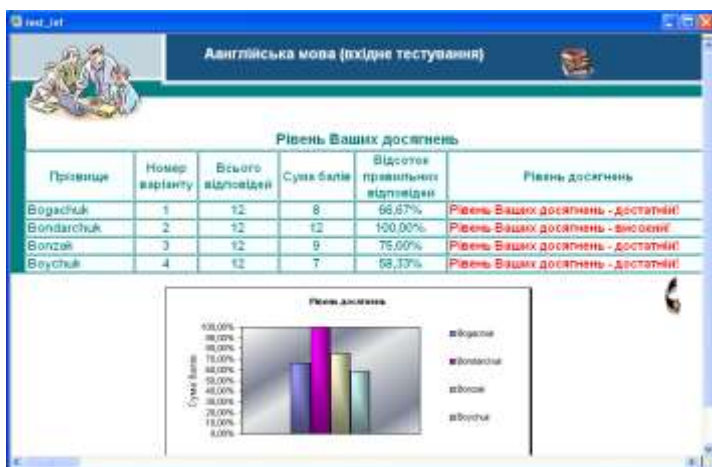 test_inf
Аанглійська мова (вхідне тестування)
Рівень Ваших досягнень
Прізвище
Номер варіанту
Всього відповідей
Сума балів
Відсоток правильних відповідей
Рівень досягнень
Bogachuk 1 12 8 66,67% Рівень Ваших досягнень - достатній!
Bondarchuk 2 12 12 100,00% Рівень Ваших досягнень - високий!
Bonzak 3 12 9 75,00% Рівень Ваших досягнень - достатній!
Boychuk 4 12 7 58,33% Рівень Ваших досягнень - достатній!
Рівень досягнень
Сума балів
100,00%
90,00%
80,00%
70,00%
60,00%
50,00%
40,00%
30,00%
20,00%
10,00%
0,00%
Bogachuk
Bondarchuk
Bonzak
Boychuk